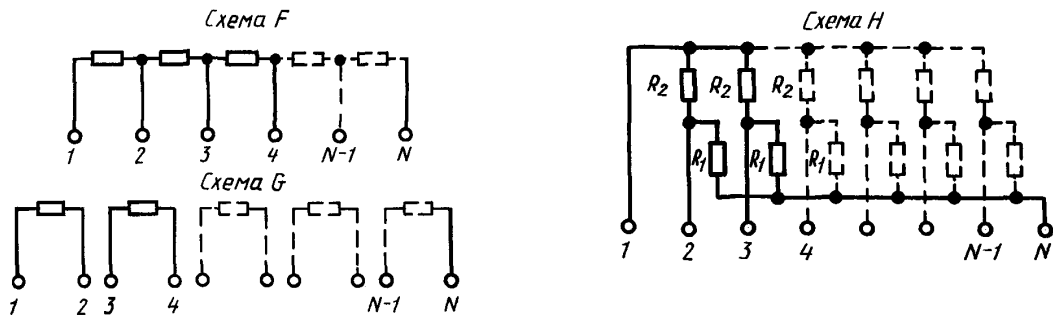 Схема F
1 2 3 4 N-1 N
Схема G
1 2 3 4 N-1 N
Схема H
R2 R2 R2
R1 R1 R1
1 2 3 4 N-1 N